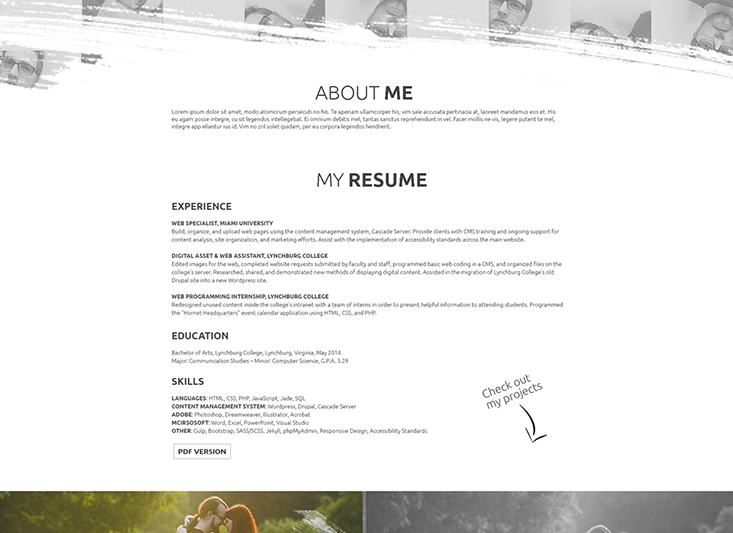 ABOUT ME
Lorem ipsum dolor sit amet, modo atomorum persecuti no his. Te aperiam ullamcorper his, vim sale accusata pertinacia at, laoreet mandamus eos et. His
eu agam posie integre, cu sit legendos intellegebat. Ei omnium debitis mel, tantas sanctus reprehendunt in vel. Facer mollis ne vis, legere putent te mel,
integre app ellantur ius id. Vim no zril solet quidam, per eu corpora legendos hendrerit.
MY RESUME
EXPERIENCE
WEB SPECIALIST, MIAMI UNIVERSITY
Build, organize, and upload web pages using the content management system, Cascade Server. Provide clients with CMS training and ongoing support for
content analysis, site organization, and marketing efforts. Assist with the implementation of accessibility standards across the main website.
DIGITAL ASSET & WEB ASSISTANT, LYNCHBURG COLLEGE
Edited images for the web, completed website requests submitted by faculty and staff, programmed basic web coding in a CMS, and organized files on the
college's server. Researched, shared, and demonstrated new methods of displaying digital content. Assisted in the migration of Lynchburg College's old
Drupal site into a new Wordpress site.
WEB PROGRAMMING INTERNSHIP, LYNCHBURG COLLEGE
Redesigned unused content inside the college's intranet with a team of interns in order to present helpful information to attending students. Programmed
the "Hornet Headquarters" event calendar application using HTML, CSS, and PHP.
EDUCATION
Bachelor of Arts, Lynchburg College, Lynchburg, Virginia, May 2014
Major: Communication Studies – Minor: Computer Science, G.P.A. 3.29
SKILLS
LANGUAGES: HTML, CSS, PHP, JavaScript, Jade, SQL
CONTENT MANAGEMENT SYSTEM: Wordpress, Drupal, Cascade Server
ADOBE: Photoshop, Dreamweaver, Illustrator, Acrobat
MCIRSOSOFT: Word, Excel, PowerPoint, Visual Studio
OTHER: Gulp, Bootstrap, SASS/SCSS, Jekyll, phpMyAdmin, Responsive Design, Accessibility Standards
Check out
my projects
PDF VERSION